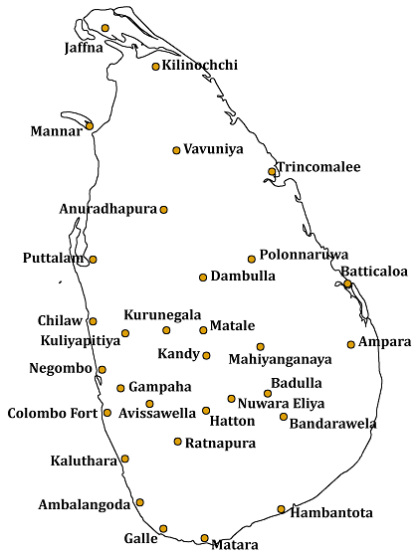 Jaffna
Kilinochchi
Mannar
Vavuniya
Trincomalee
Anuradhapura
Puttalam
Polonnaruwa
Batticaloa
Dambulla
Chilaw
Kurunegala
Matale
Kuliyapitiya
Ampara
Kandy
Mahiyanganaya
Negombo
Gampaha
Badulla
Nuwara Eliya
Colombo Fort
Avissawella
Hatton
Bandarawela
Ratnapura
Kaluthara
Ambalangoda
Hambantota
Galle
Matara